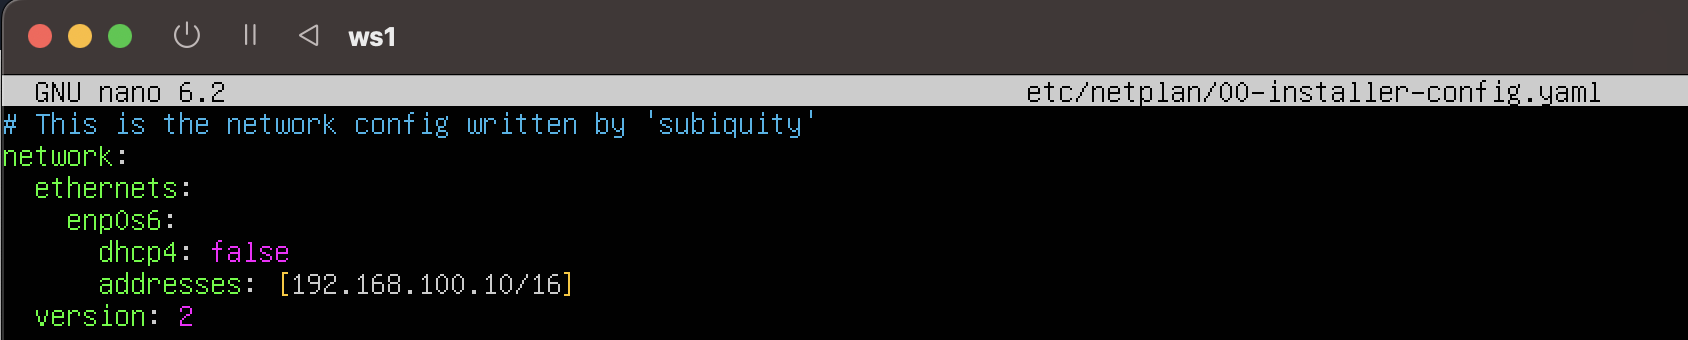 ws1
GNU nano 6.2 etc/netplan/00-installer-config.yaml
# This is the network config written by 'subiquity'
network:
  ethernets:
    enp0s6:
      dhcp4: false
      addresses: [192.168.100.10/16]
  version: 2